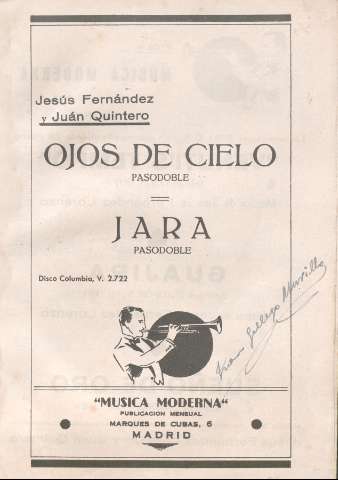 Jesús Fernández
y Juán Quintero
OJOS DE CIELO
PASODOBLE
JARA
PASODOBLE
Disco Columbia, V. 2.722
"MUSICA MODERNA"
PUBLICACION MENSUAL
MARQUES DE CUBAS, 6
MADRID